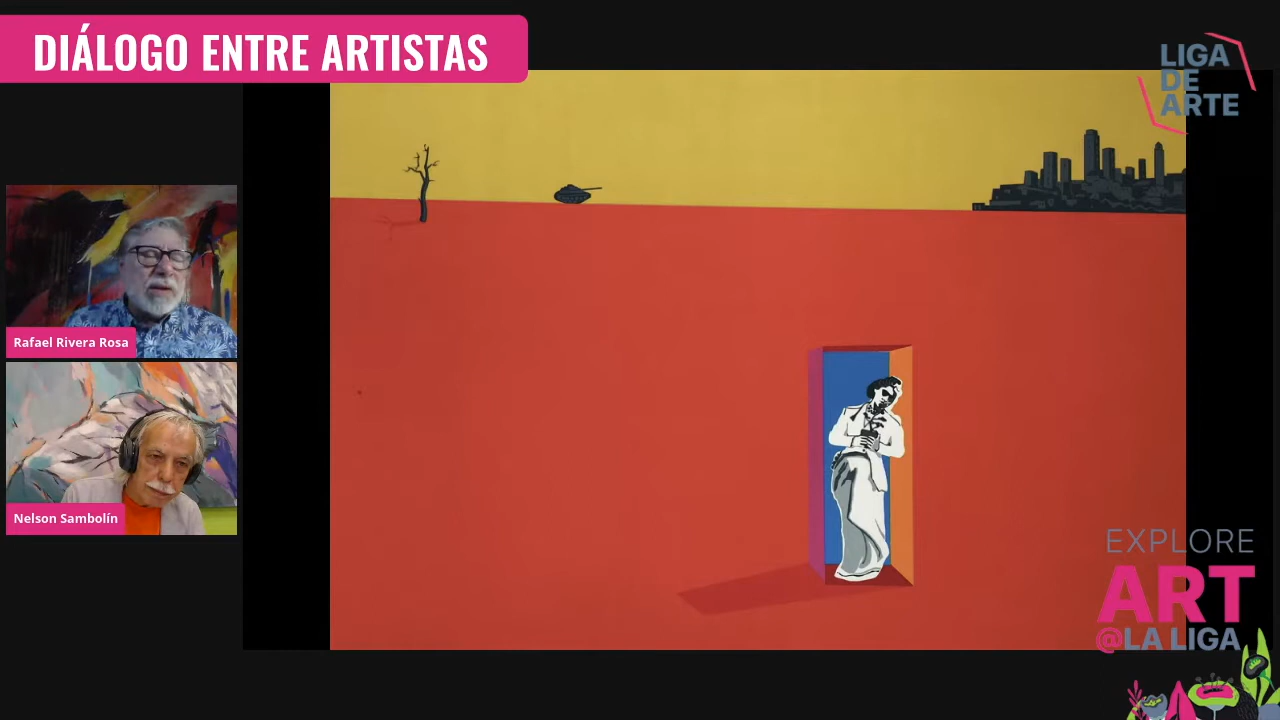 DIÁLOGO ENTRE ARTISTAS
LIGA
DE
ARTE
Rafael Rivera Rosa
Nelson Sambolín
EXPLORE
ART
@LA LIGA